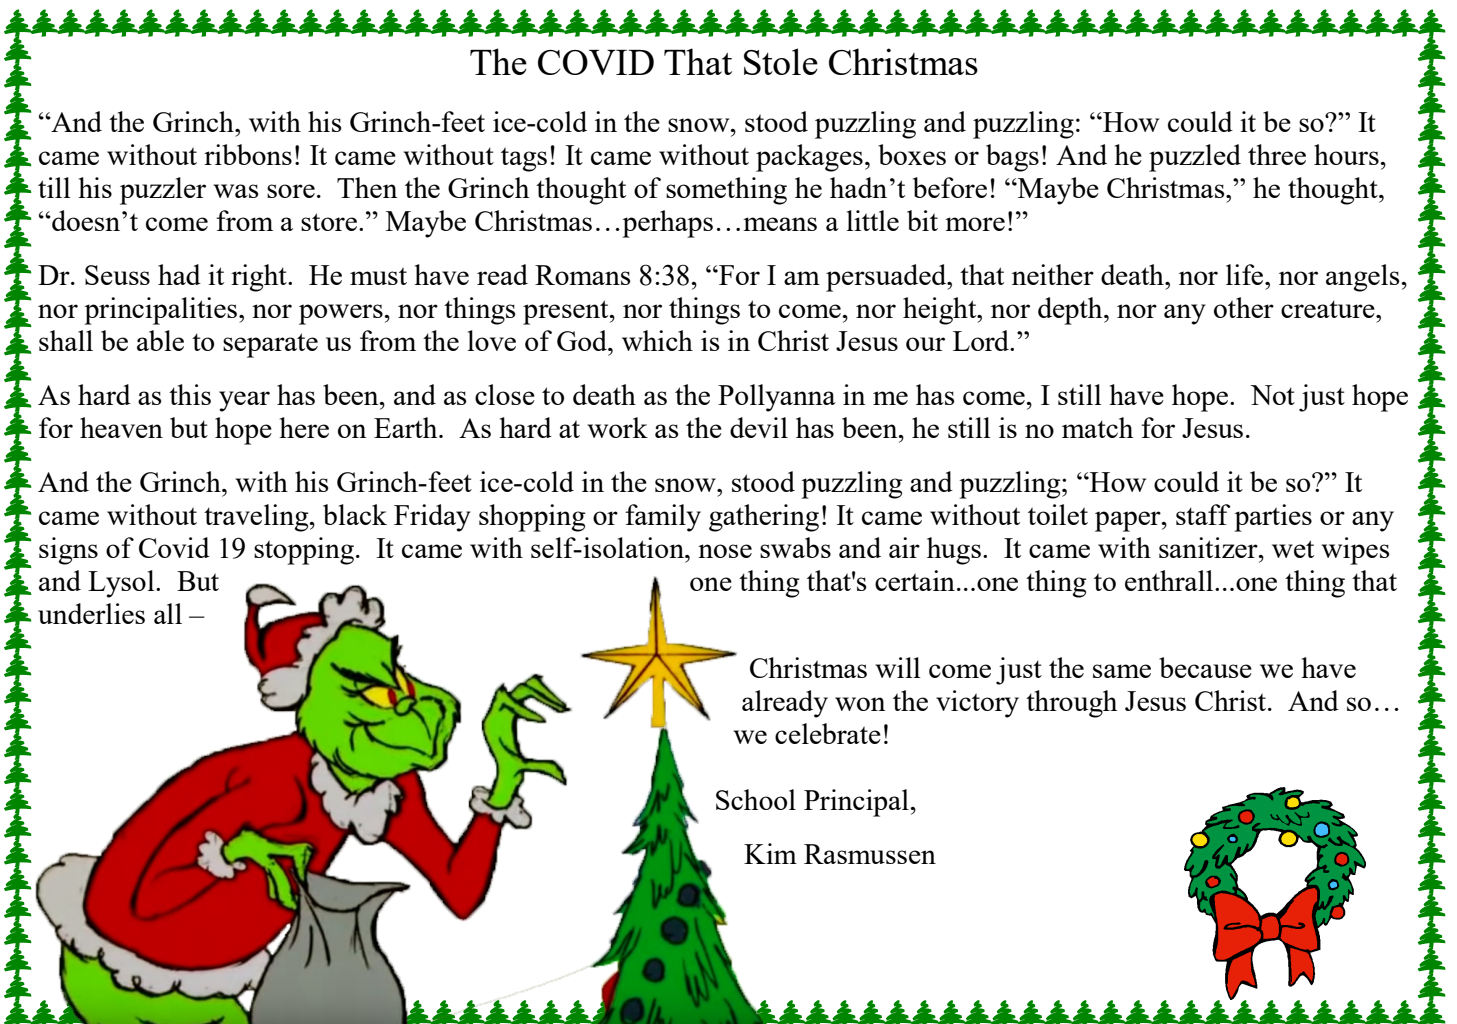 The COVID That Stole Christmas
“And the Grinch, with his Grinch-feet ice-cold in the snow, stood puzzling and puzzling: “How could it be so?” It
came without ribbons! It came without tags! It came without packages, boxes or bags! And he puzzled three hours,
till his puzzler was sore.  Then the Grinch thought of something he hadn’t before! “Maybe Christmas,” he thought,
“doesn’t come from a store.” Maybe Christmas…perhaps…means a little bit more!”
Dr. Seuss had it right.  He must have read Romans 8:38, “For I am persuaded, that neither death, nor life, nor angels,
nor principalities, nor powers, nor things present, nor things to come, nor height, nor depth, nor any other creature,
shall be able to separate us from the love of God, which is in Christ Jesus our Lord.”
As hard as this year has been, and as close to death as the Pollyanna in me has come, I still have hope.  Not just hope
for heaven but hope here on Earth.  As hard at work as the devil has been, he still is no match for Jesus.
And the Grinch, with his Grinch-feet ice-cold in the snow, stood puzzling and puzzling; “How could it be so?” It
came without traveling, black Friday shopping or family gathering! It came without toilet paper, staff parties or any
signs of Covid 19 stopping.  It came with self-isolation, nose swabs and air hugs.  It came with sanitizer, wet wipes
and Lysol.  But one thing that's certain...one thing to enthrall...one thing that
underlies all –
Christmas will come just the same because we have
already won the victory through Jesus Christ.  And so…
we celebrate!
School Principal,
Kim Rasmussen